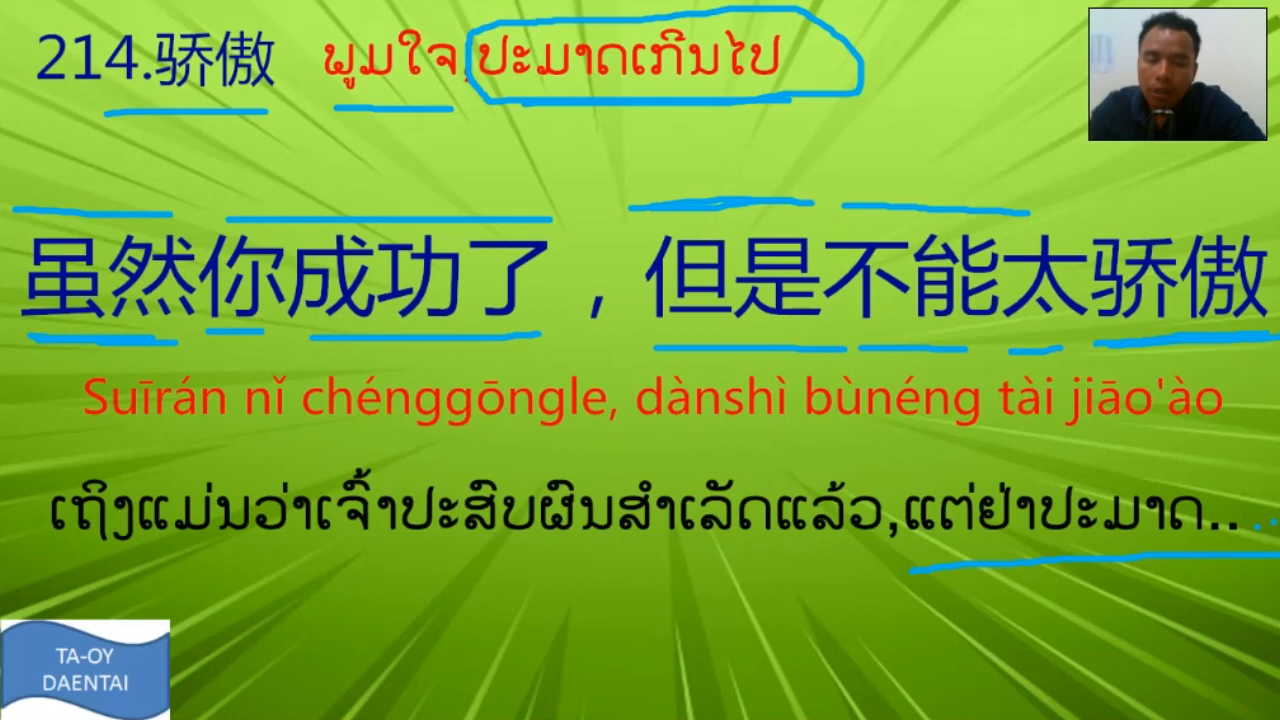 214.骄傲 ພູມໃຈ,ປະມາດເກີນໄປ
虽然你成功了，但是不能太骄傲
Suīrán nǐ chénggōngle, dànshì bùnéng tài jiāo'ào
ເຖິງແມ່ນວ່າເຈົ້າປະສົບຜົນສຳເລັດແລ້ວ,ແຕ່ຢ່າປະມາດ..
TA-OY
DAENTAI